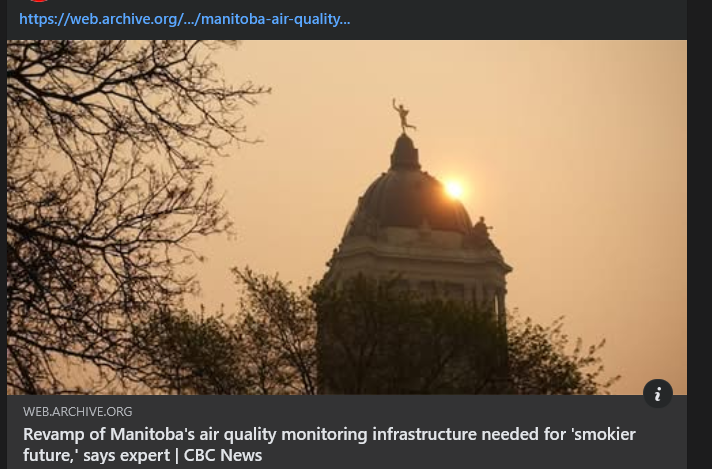 https://web.archive.org/.../manitoba-air-quality...
i
WEB.ARCHIVE.ORG
Revamp of Manitoba's air quality monitoring infrastructure needed for 'smokier
future,' says expert | CBC News